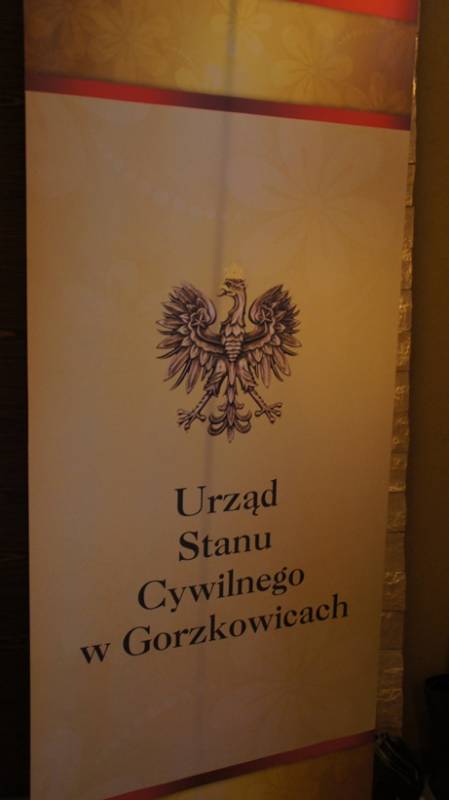 Urząd
Stanu
Cywilnego
w Gorzkowicach